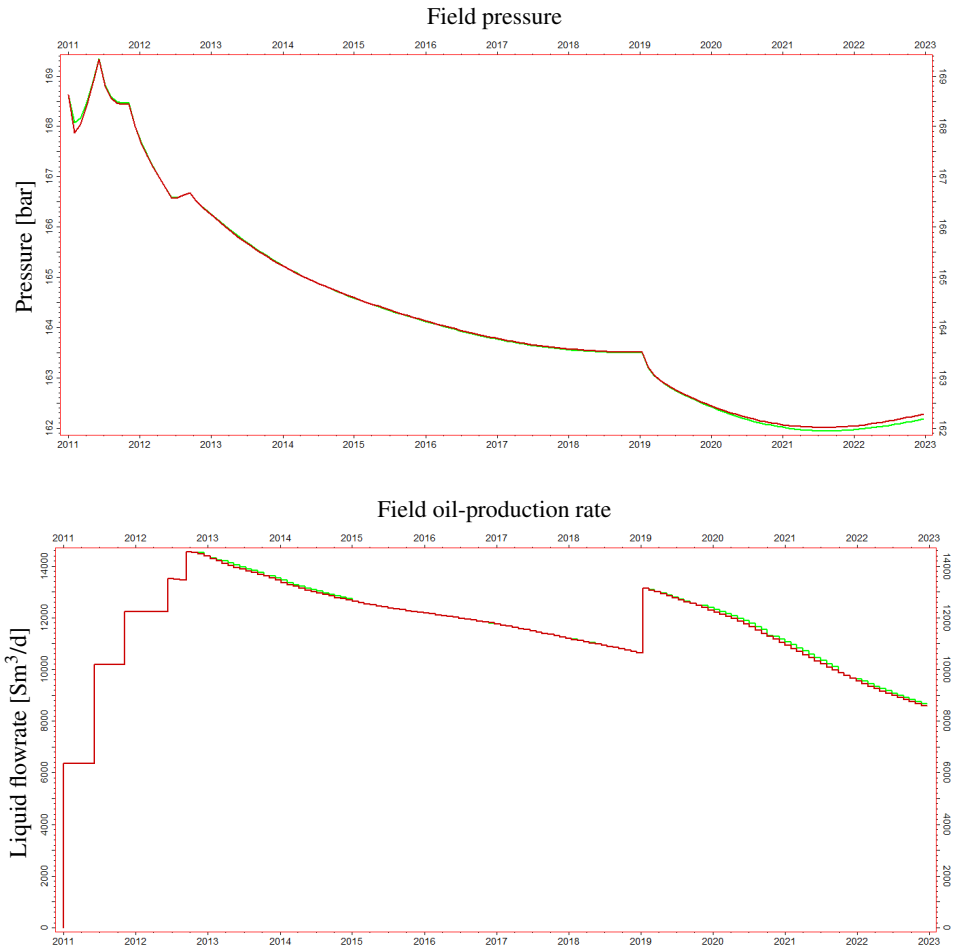 Field pressure
2011 2012 2013 2014 2015 2016 2017 2018 2019 2020 2021 2022 2023
Pressure [bar]
169 169
168 168
167 167
166 166
165 165
164 164
163 163
162 162
2011 2012 2013 2014 2015 2016 2017 2018 2019 2020 2021 2022 2023
Field oil-production rate
2011 2012 2013 2014 2015 2016 2017 2018 2019 2020 2021 2022 2023
Liquid flowrate [Sm³/d]
14000 14000
12000 12000
10000 10000
8000 8000
6000 6000
4000 4000
2000 2000
0 0
2011 2012 2013 2014 2015 2016 2017 2018 2019 2020 2021 2022 2023